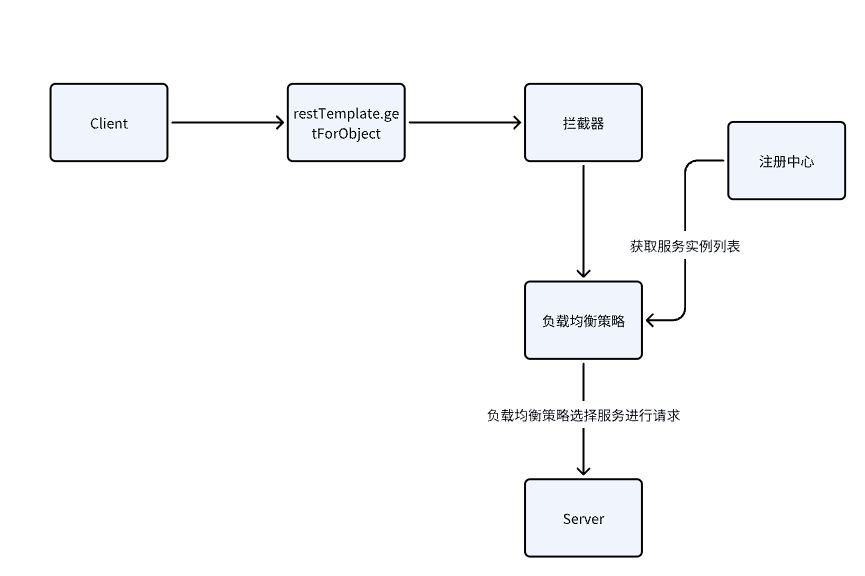 Client
restTemplate.ge
tForObject
拦截器
注册中心
获取服务实例列表
负载均衡策略
负载均衡策略选择服务进行请求
Server